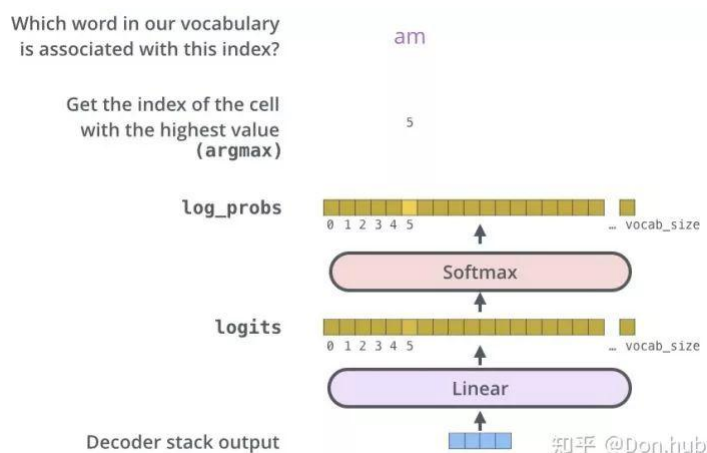 Which word in our vocabulary
is associated with this index?
am
Get the index of the cell
with the highest value
(argmax)
5
log_probs
0 1 2 3 4 5 … vocab_size
Softmax
logits
0 1 2 3 4 5 … vocab_size
Linear
Decoder stack output
知乎 @Don.hub